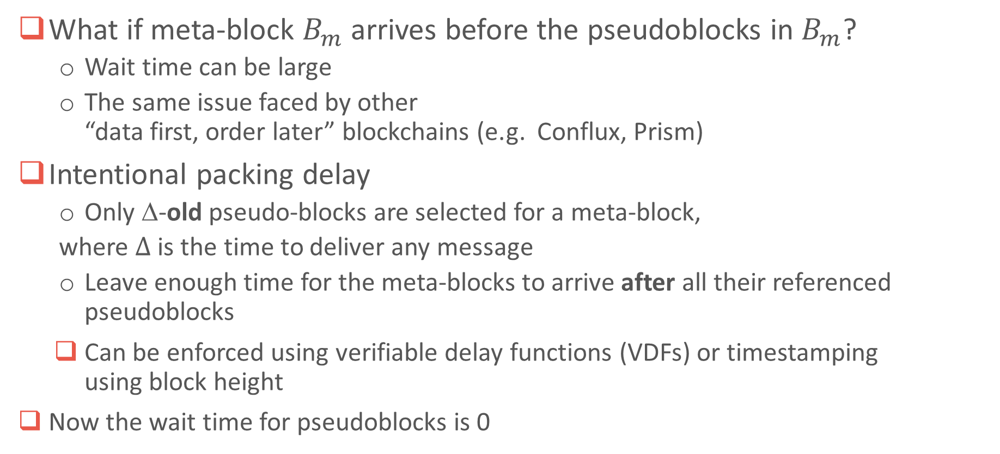 What if meta-block Bₘ arrives before the pseudoblocks in Bₘ?
Wait time can be large
The same issue faced by other
“data first, order later” blockchains (e.g. Conflux, Prism)
Intentional packing delay
Only Δ-old pseudo-blocks are selected for a meta-block,
where Δ is the time to deliver any message
Leave enough time for the meta-blocks to arrive after all their referenced
pseudoblocks
Can be enforced using verifiable delay functions (VDFs) or timestamping
using block height
Now the wait time for pseudoblocks is 0